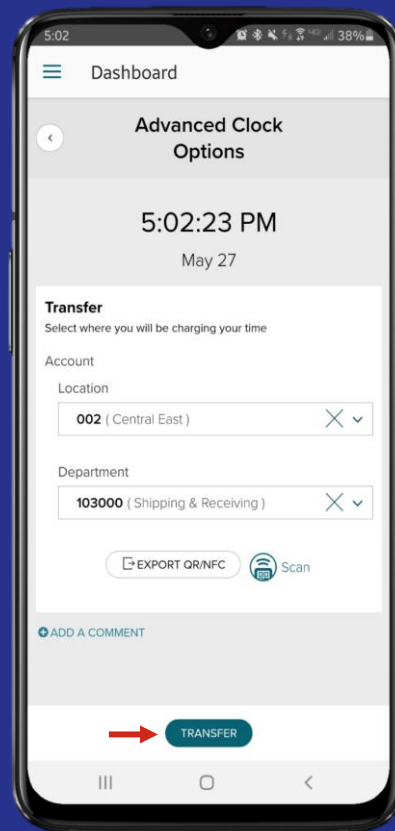 5:02
4G
38%
Dashboard
Advanced Clock
Options
5:02:23 PM
May 27
Transfer
Select where you will be charging your time
Account
Location
002 ( Central East )
Department
103000 ( Shipping & Receiving )
EXPORT QR/NFC
Scan
ADD A COMMENT
TRANSFER